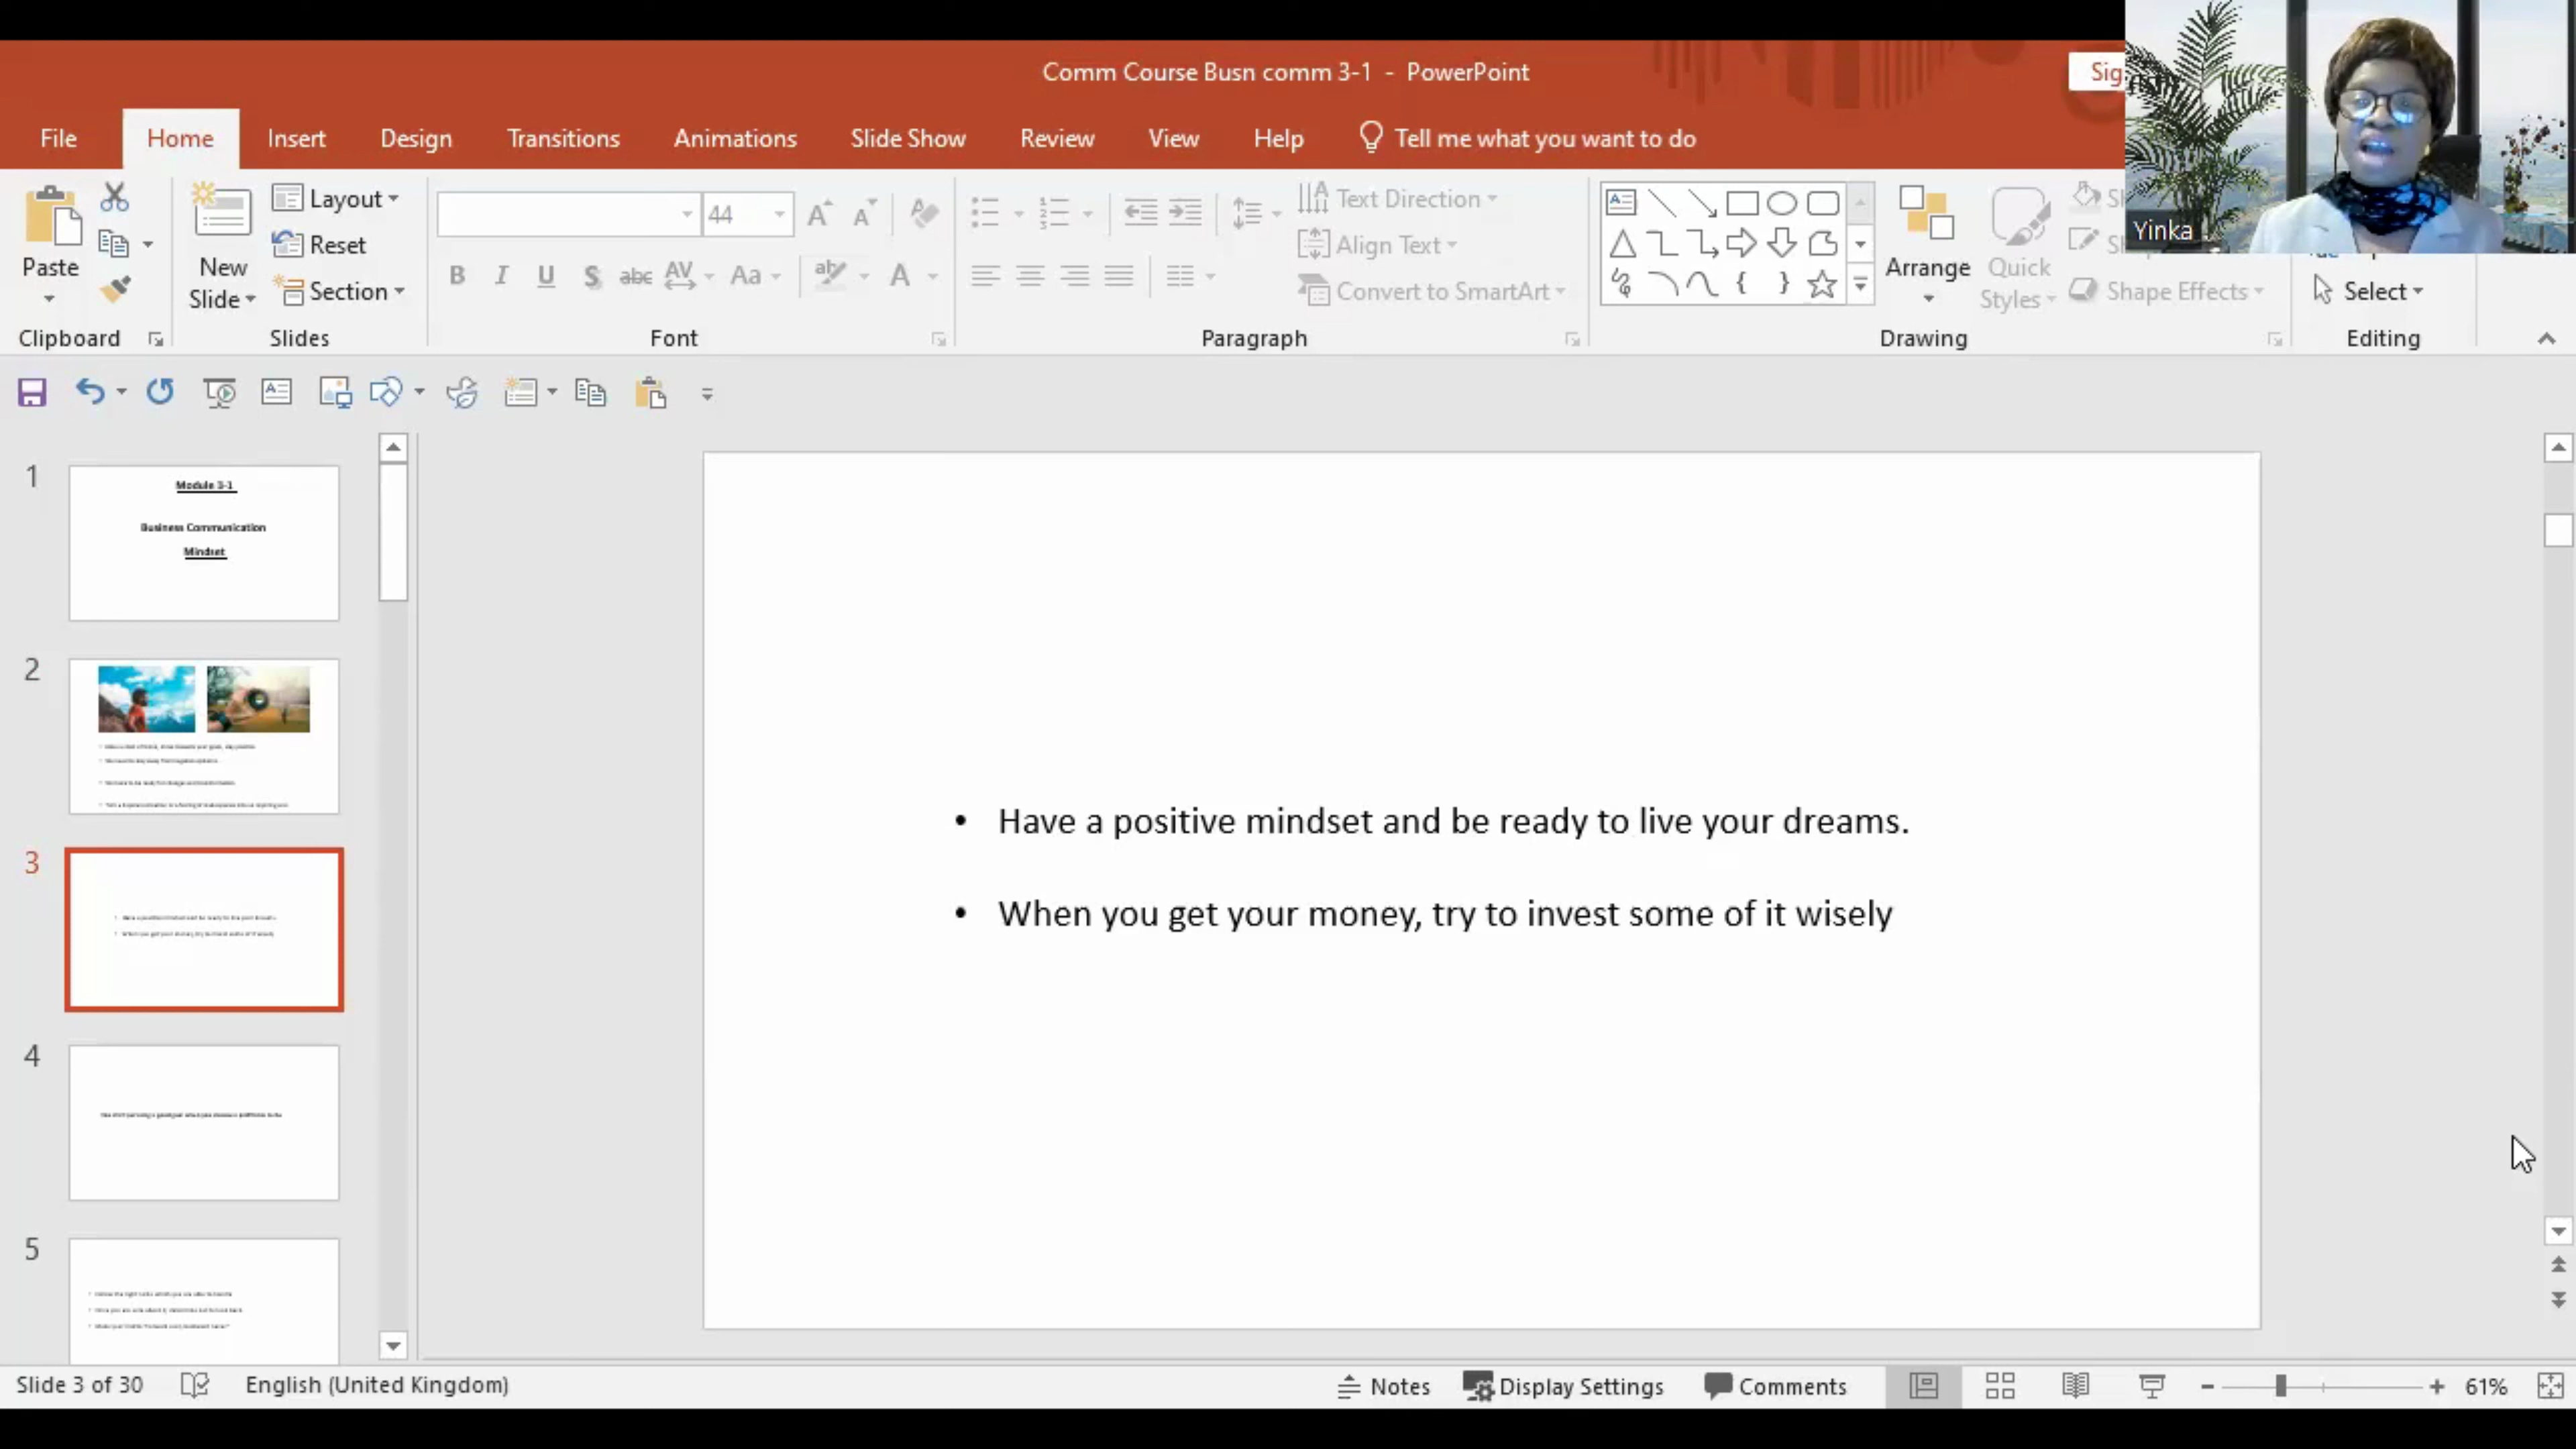 Comm Course Busn comm 3-1 - PowerPoint
Sig
File Home Insert Design Transitions Animations Slide Show Review View Help Tell me what you want to do
Yinka
Paste
New
Slide
Layout
Reset
Section
44
B I U S abc AV Aa A
Text Direction
Align Text
Convert to SmartArt
Arrange
Quick
Styles
Shape Effects
Select
Clipboard Slides Font Paragraph Drawing Editing
1
Module 3-1
Business Communication
Mindset
2
3
4
5
• Have a positive mindset and be ready to live your dreams.
• When you get your money, try to invest some of it wisely
Slide 3 of 30 English (United Kingdom) Notes Display Settings Comments 61%